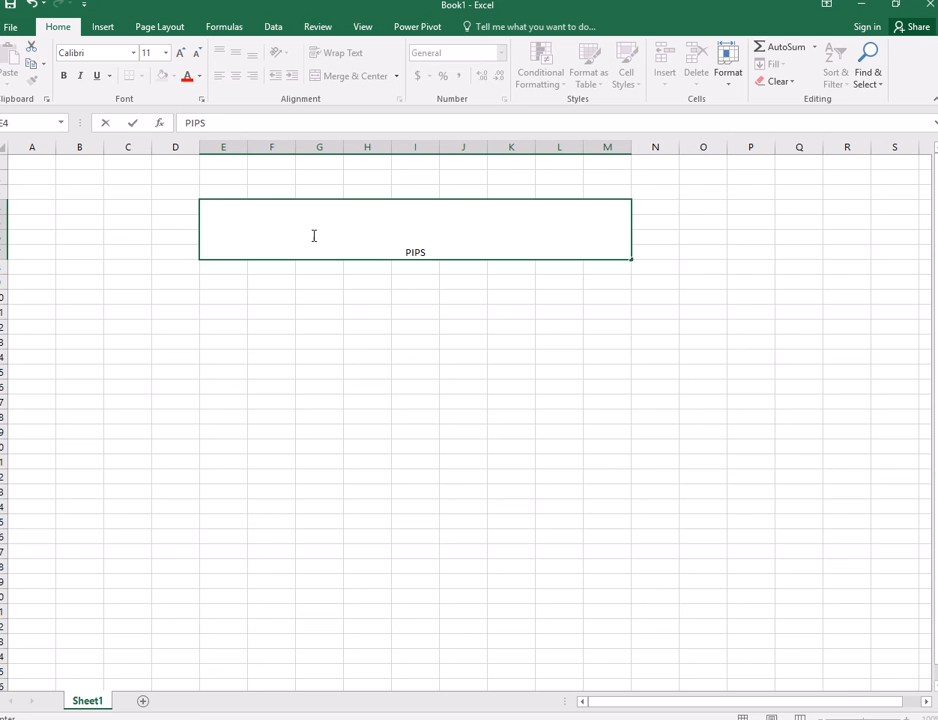 Book1 - Excel
File Home Insert Page Layout Formulas Data Review View Power Pivot Tell me what you want to do... Sign in Share
Calibri 11 Wrap Text General AutoSum
Fill
Paste B I U A Merge & Center $ % Conditional Formatting Format as Table Cell Styles Insert Delete Format Clear Sort & Filter Find & Select
Clipboard Font Alignment Number Styles Cells Editing
E4 fx PIPS
A B C D E F G H I J K L M N O P Q R S
PIPS
Sheet1